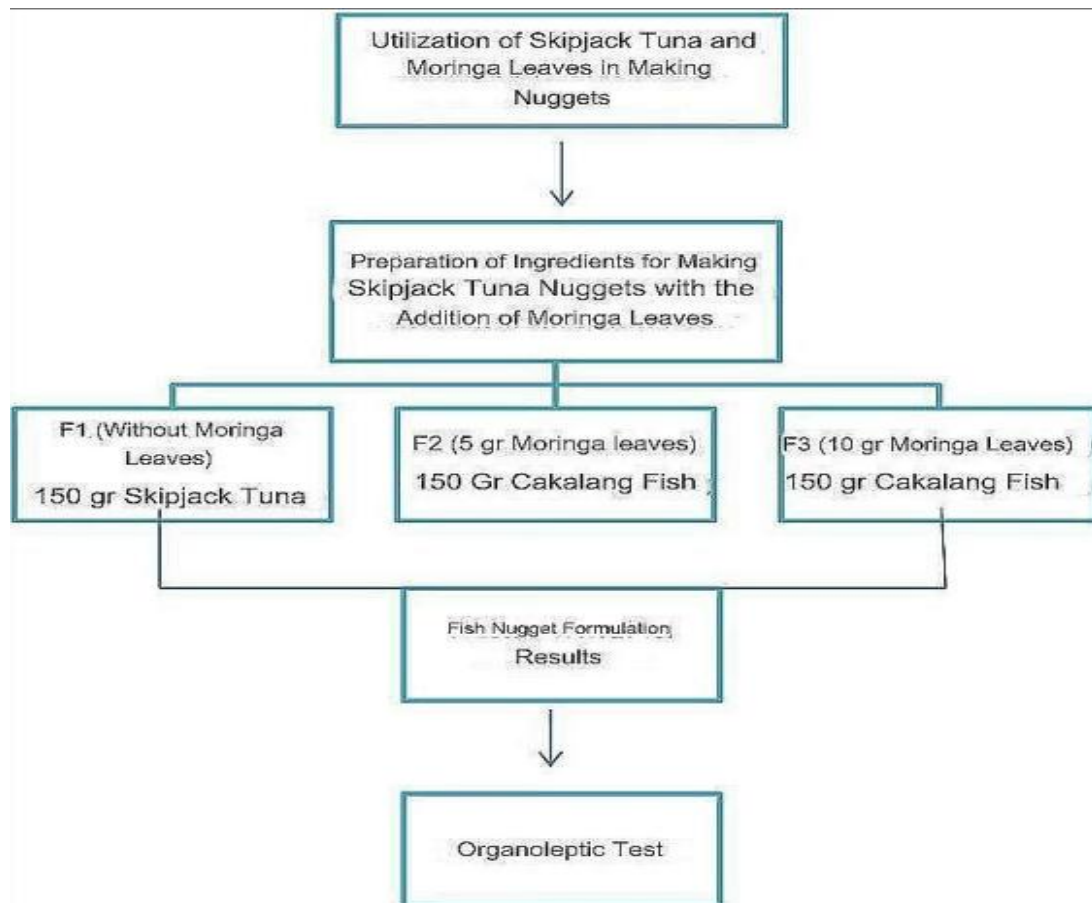 Utilization of Skipjack Tuna and
Moringa Leaves in Making
Nuggets
Preparation of Ingredients for Making
Skipjack Tuna Nuggets with the
Addition of Moringa Leaves
F1 (Without Moringa
Leaves)
150 gr Skipjack Tuna
F2 (5 gr Moringa leaves)
150 Gr Cakalang Fish
F3 (10 gr Moringa Leaves)
150 gr Cakalang Fish
Fish Nugget Formulation
Results
Organoleptic Test